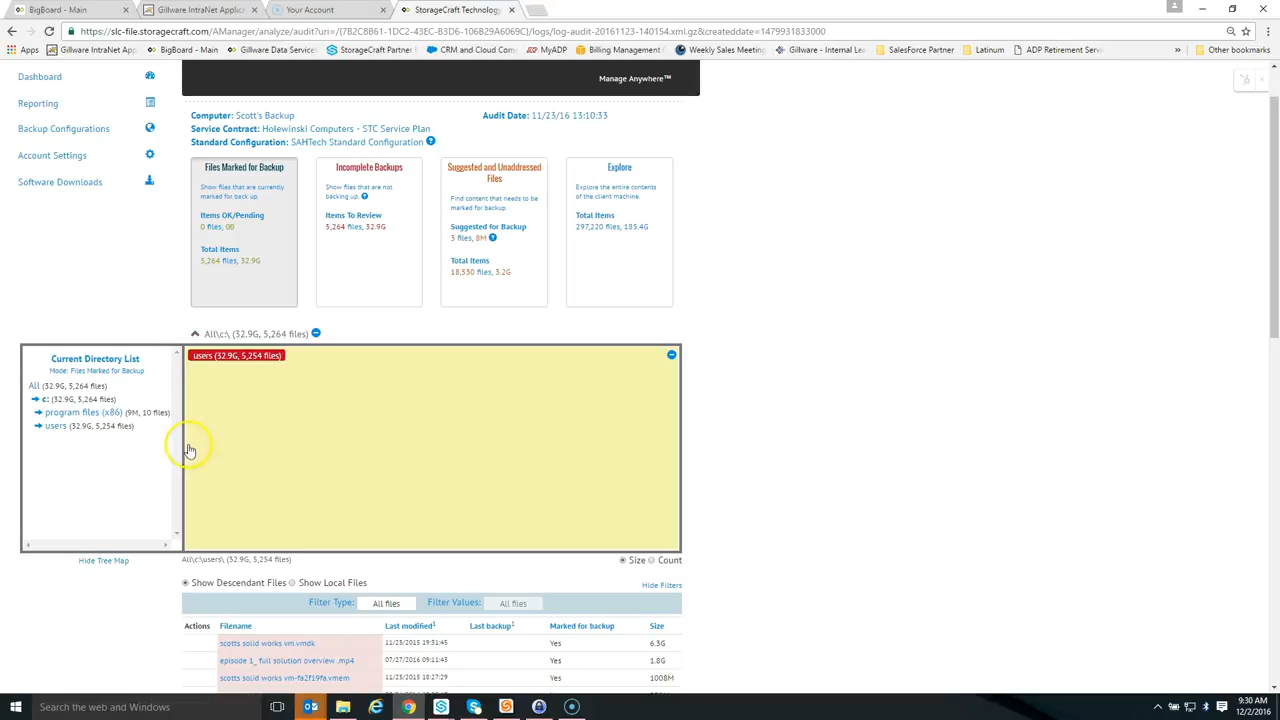 BigBoard - Main
Gillware IntraNet Applica
Your Account
StorageCraft Technology
https://slc-file.storagecraft.com/AManager/analyze/audit?uri=/{7B2C8B61-1DC2-43EC-B3D6-106B29A6069C}/logs/log-audit-20161123-140154.xml.gz&createddate=1479931833000
Apps
Gillware IntraNet Ap
BigBoard - Main
Gillware Data Services
StorageCraft Partner
CRM and Cloud Com
MyADP
BQE
Weekly Sales Meeting
Gillware - Internal
SalesForce Partner
Latinum
ADP Retirement Servi
»
Other bookmarks
Dashboard
Manage Anywhere™
Reporting
Backup Configurations
Account Settings
Software Downloads
Computer: Scott's Backup
Audit Date: 11/23/16 13:10:33
Service Contract: Holewinski Computers - STC Service Plan
Standard Configuration: SAHTech Standard Configuration
Files Marked for Backup
Show files that are currently
marked for back up.
Items OK/Pending
0 files, 0B
Total Items
5,264 files, 32.9G
Incomplete Backups
Show files that are not
backing up.
Items To Review
5,264 files, 32.9G
Suggested and Unaddressed
Files
Find content that needs to be
marked for backup.
Suggested for Backup
3 files, 8M
Total Items
18,530 files, 3.2G
Explore
Explore the entire contents
of the client machine.
Total Items
297,220 files, 185.4G
All\c:\ (32.9G, 5,264 files)
Current Directory List
Mode: Files Marked for Backup
All (32.9G, 5,264 files)
c: (32.9G, 5,264 files)
program files (x86) (9M, 10 files)
users (32.9G, 5,254 files)
users (32.9G, 5,254 files)
Hide Tree Map
All\c:\users\ (32.9G, 5,254 files)
Size
Count
Show Descendant Files
Show Local Files
Hide Filters
Filter Type:
All files
Filter Values:
All files
Actions
Filename
Last modified1
Last backup1
Marked for backup
Size
scotts solid works vm.vmdk
11/23/2015 19:31:45
Yes
6.3G
episode 1_ full solution overview .mp4
07/27/2016 09:11:43
Yes
1.8G
scotts solid works vm-fa2f19fa.vmem
11/23/2015 18:27:29
Yes
1008M
Search the web and Windows
9:30 AM
12/2/2016